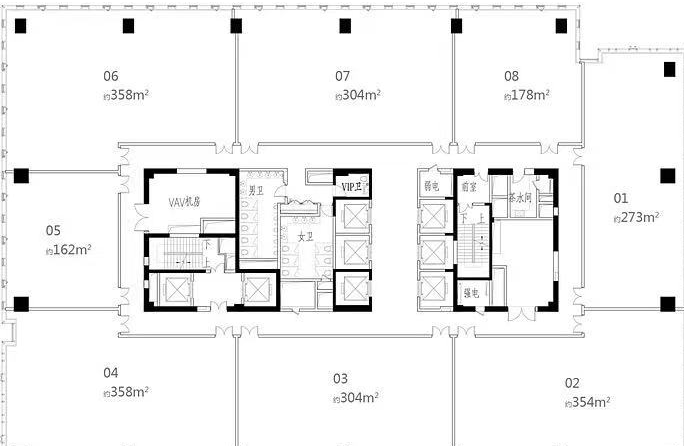 06
约358m²
07
约304m²
08
约178m²
男卫
VIP卫
弱电
前室
茶水间
VAV机房
01
约273m²
05
约162m²
女卫
下
上
下
上
强电
04
约358m²
03
约304m²
02
约354m²